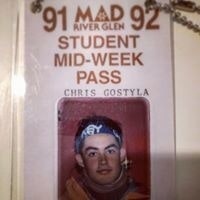 91 MAD 92
RIVER GLEN
STUDENT
MID-WEEK
PASS
CHRIS GOSTYLA